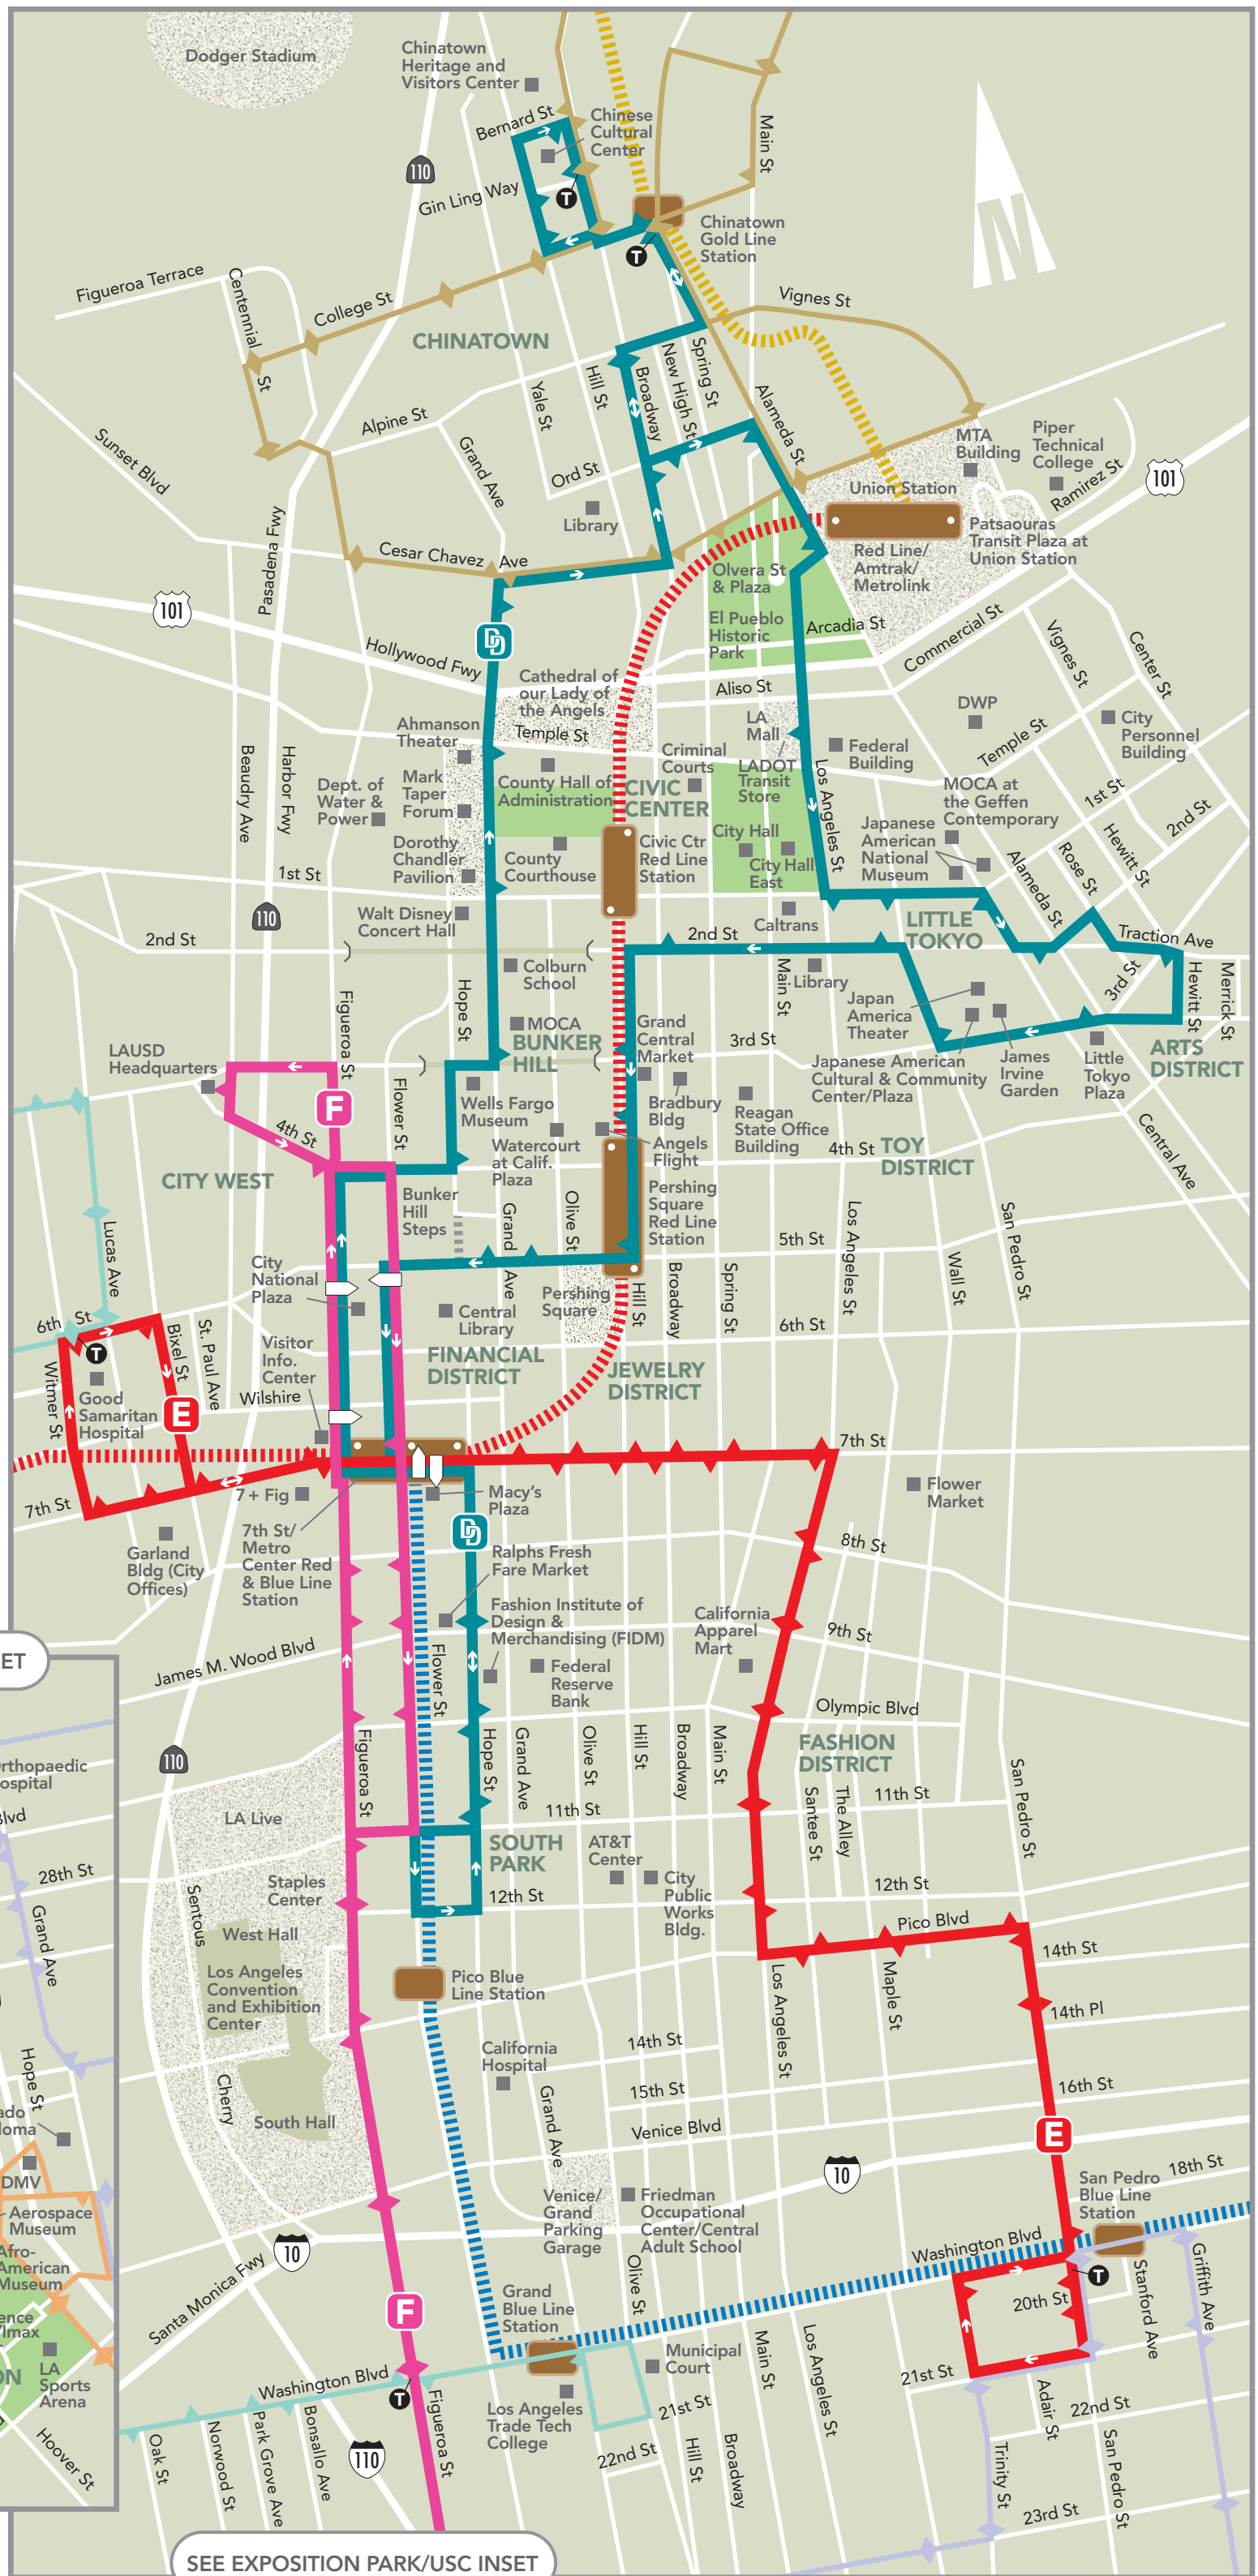 Dodger Stadium
Chinatown
Heritage and
Visitors Center
Bernard St
Chinese
Cultural
Center
Main St
110
Gin Ling Way
T
Chinatown
Gold Line
Station
T
N
Figueroa Terrace
Centennial
St
College St
CHINATOWN
Vignes St
Yale St
Hill St
Broadway
New High St
Spring St
Alameda St
Alpine St
Grand Ave
Sunset Blvd
Ord St
Library
MTA
Building
Piper
Technical
College
Ramirez St
101
Union Station
Patsaouras
Transit Plaza at
Union Station
Red Line/
Amtrak/
Metrolink
Pasadena Fwy
Cesar Chavez
Ave
101
Olvera St
& Plaza
El Pueblo
Historic
Park
Arcadia St
Commercial St
Vignes St
Center St
DD
Hollywood Fwy
Cathedral of
our Lady of
the Angels
Aliso St
Temple St
Ahmanson
Theater
LA
Mall
DWP
City
Personnel
Building
Temple St
Criminal
Courts
LADOT
Transit
Store
Federal
Building
Beaudry Ave
Harbor Fwy
Dept. of
Water &
Power
Mark
Taper
Forum
County Hall of
Administration
CIVIC
CENTER
Los Angeles St
MOCA at
the Geffen
Contemporary
1st St
2nd St
Japanese
American
National
Museum
Hewitt St
Rose St
Alameda St
Dorothy
Chandler
Pavilion
County
Courthouse
Civic Ctr
Red Line
Station
City Hall
City Hall
East
1st St
110
Walt Disney
Concert Hall
Caltrans
LITTLE
TOKYO
2nd St
2nd St
Traction Ave
Colburn
School
Library
Main St
3rd St
Hewitt St
Merrick St
Figueroa St
Hope St
MOCA
BUNKER
HILL
Grand
Central
Market
3rd St
Japan
America
Theater
LAUSD
Headquarters
F
Flower St
Wells Fargo
Museum
Bradbury
Bldg
Reagan
State Office
Building
Japanese American
Cultural & Community
Center/Plaza
James
Irvine
Garden
Little
Tokyo
Plaza
ARTS
DISTRICT
4th St
Watercourt
at Calif.
Plaza
Angels
Flight
4th St
TOY
DISTRICT
Central Ave
CITY WEST
Bunker
Hill
Steps
Grand
Ave
Olive St
Pershing
Square
Red Line
Station
5th St
Los Angeles St
Wall St
San Pedro St
Lucas Ave
City
National
Plaza
Central
Library
Pershing
Square
Hill St
Broadway
Spring St
6th St
6th St
T
Bixel St
St. Paul Ave
Visitor
Info.
Center
FINANCIAL
DISTRICT
JEWELRY
DISTRICT
Witmer St
Good
Samaritan
Hospital
E
Wilshire
7th St
7th St
7 + Fig
Macy's
Plaza
Flower
Market
Garland
Bldg (City
Offices)
7th St/
Metro
Center Red
& Blue Line
Station
DD
Ralphs Fresh
Fare Market
8th St
Fashion Institute of
Design &
Merchandising (FIDM)
California
Apparel
Mart
9th St
ET
James M. Wood Blvd
Flower St
Federal
Reserve
Bank
Olympic Blvd
FASHION
DISTRICT
110
rthopaedic
ospital
Blvd
Figueroa St
Hope St
Grand Ave
Olive St
Hill St
Broadway
Main St
Santee St
The Alley
11th St
San Pedro St
LA Live
11th St
28th St
SOUTH
PARK
AT&T
Center
City
Public
Works
Bldg.
12th St
Staples
Center
12th St
Sentous
Grand Ave
West Hall
Pico Blvd
14th St
Los Angeles
Convention
and Exhibition
Center
Pico Blue
Line Station
Los Angeles St
Maple St
14th Pl
California
Hospital
14th St
Hope St
Cherry
Grand Ave
15th St
16th St
ado
loma
South Hall
Venice Blvd
E
DMV
10
18th St
San Pedro
Blue Line
Station
Aerospace
Museum
Venice/
Grand
Parking
Garage
Friedman
Occupational
Center/Central
Adult School
10
Afro-
American
Museum
Santa Monica Fwy
Washington Blvd
T
Griffith Ave
Stanford Ave
ence
/Imax
F
Grand
Blue Line
Station
Olive St
20th St
ON
LA
Sports
Arena
Municipal
Court
Main St
Los Angeles St
21st St
Washington Blvd
T
Los Angeles
Trade Tech
College
21st St
Adair St
22nd St
Hoover St
Oak St
Norwood St
Park Grove Ave
Bonsallo Ave
110
Figueroa St
22nd St
Hill St
Broadway
Trinity St
San Pedro St
23rd St
SEE EXPOSITION PARK/USC INSET